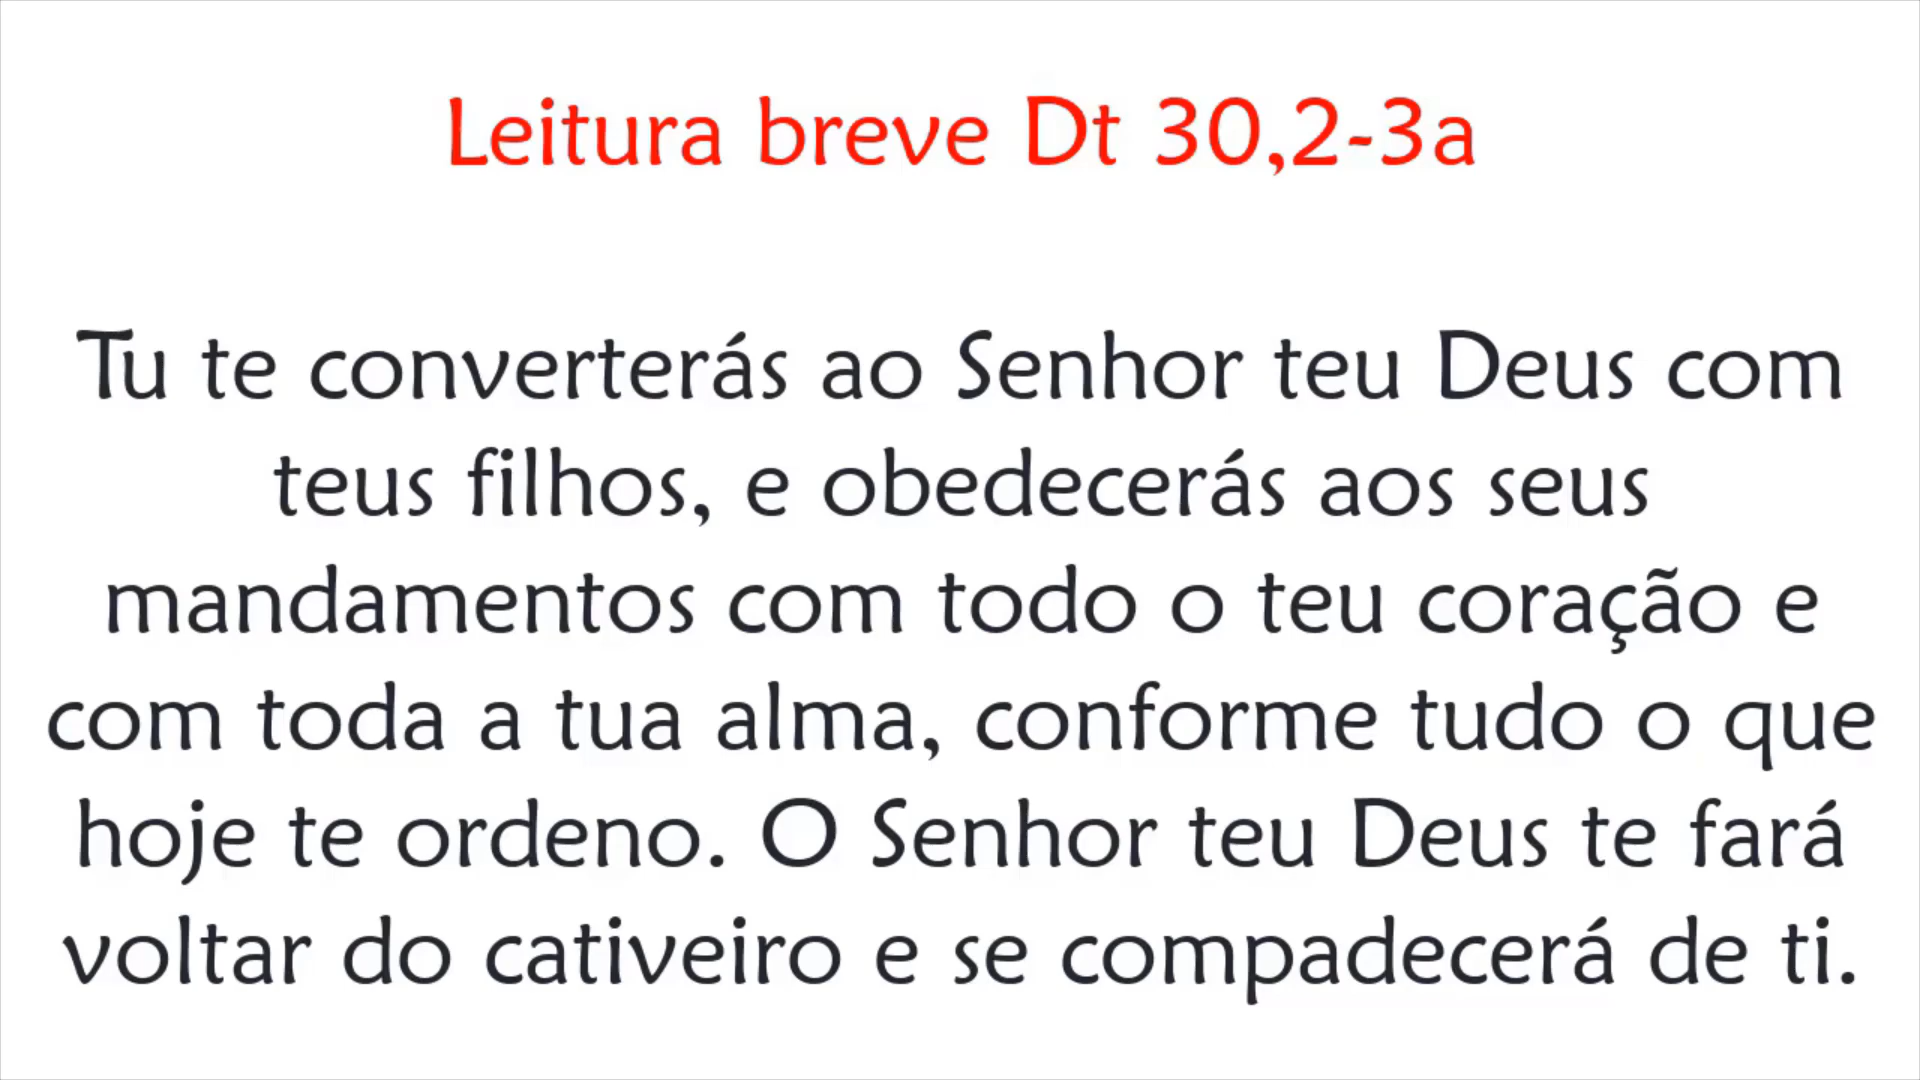 Leitura breve Dt 30,2-3a
Tu te converterás ao Senhor teu Deus com
teus filhos, e obedecerás aos seus
mandamentos com todo o teu coração e
com toda a tua alma, conforme tudo o que
hoje te ordeno. O Senhor teu Deus te fará
voltar do cativeiro e se compadecerá de ti.